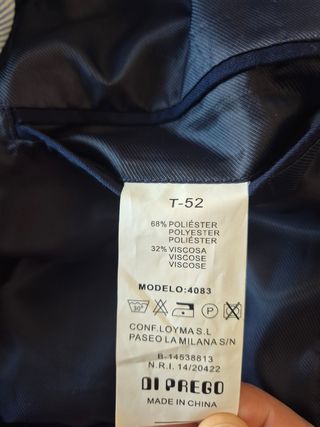 T-52
68% POLIÉSTER
POLYESTER
POLIÉSTER
32% VISCOSA
VISCOSE
VISCOSE
MODELO:4083
30°
P
CONF.LOYMA S.L
PASEO LA MILANA S/N
B-14538813
N.R.I. 14/20422
DI PREGO
MADE IN CHINA